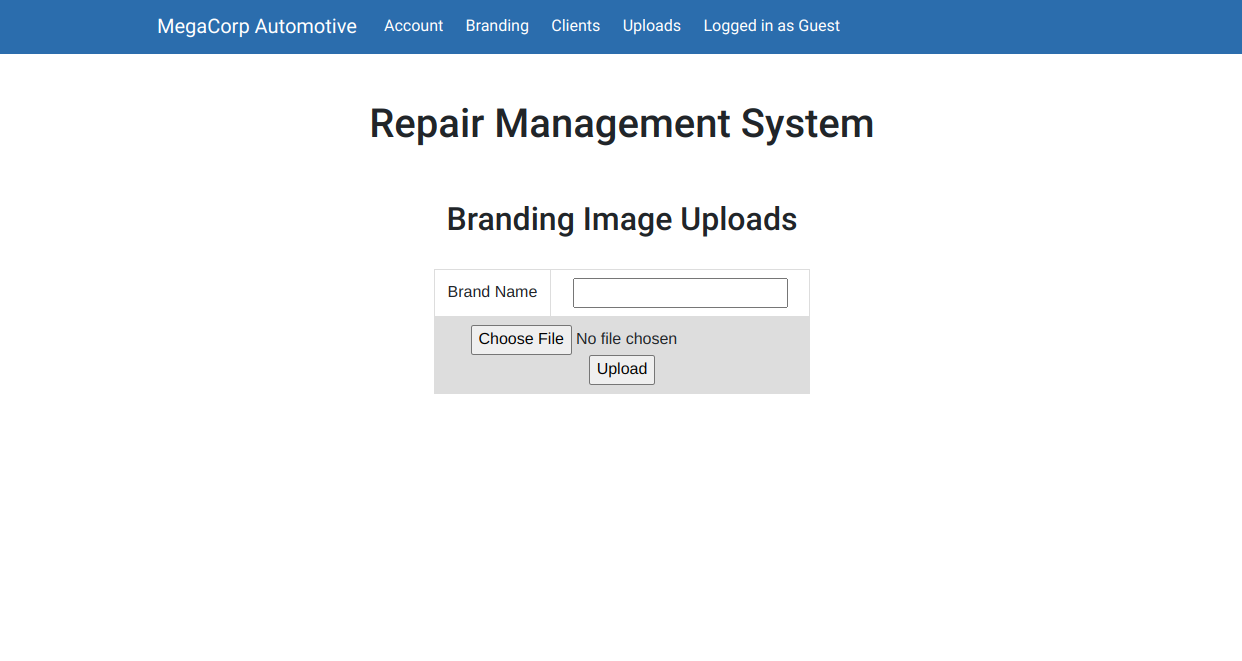 MegaCorp Automotive Account Branding Clients Uploads Logged in as Guest
Repair Management System
Branding Image Uploads
Brand Name
Choose File No file chosen
Upload